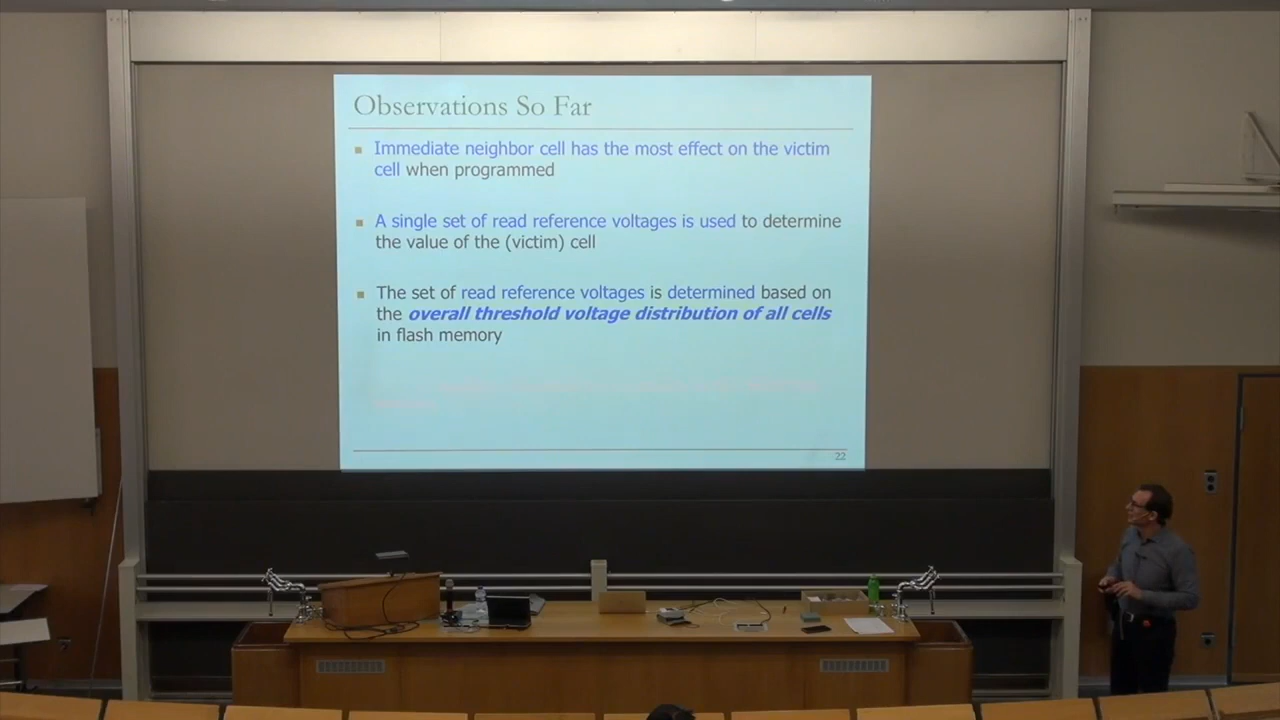 Observations So Far
Immediate neighbor cell has the most effect on the victim
cell when programmed
A single set of read reference voltages is used to determine
the value of the (victim) cell
The set of read reference voltages is determined based on
the overall threshold voltage distribution of all cells
in flash memory
22